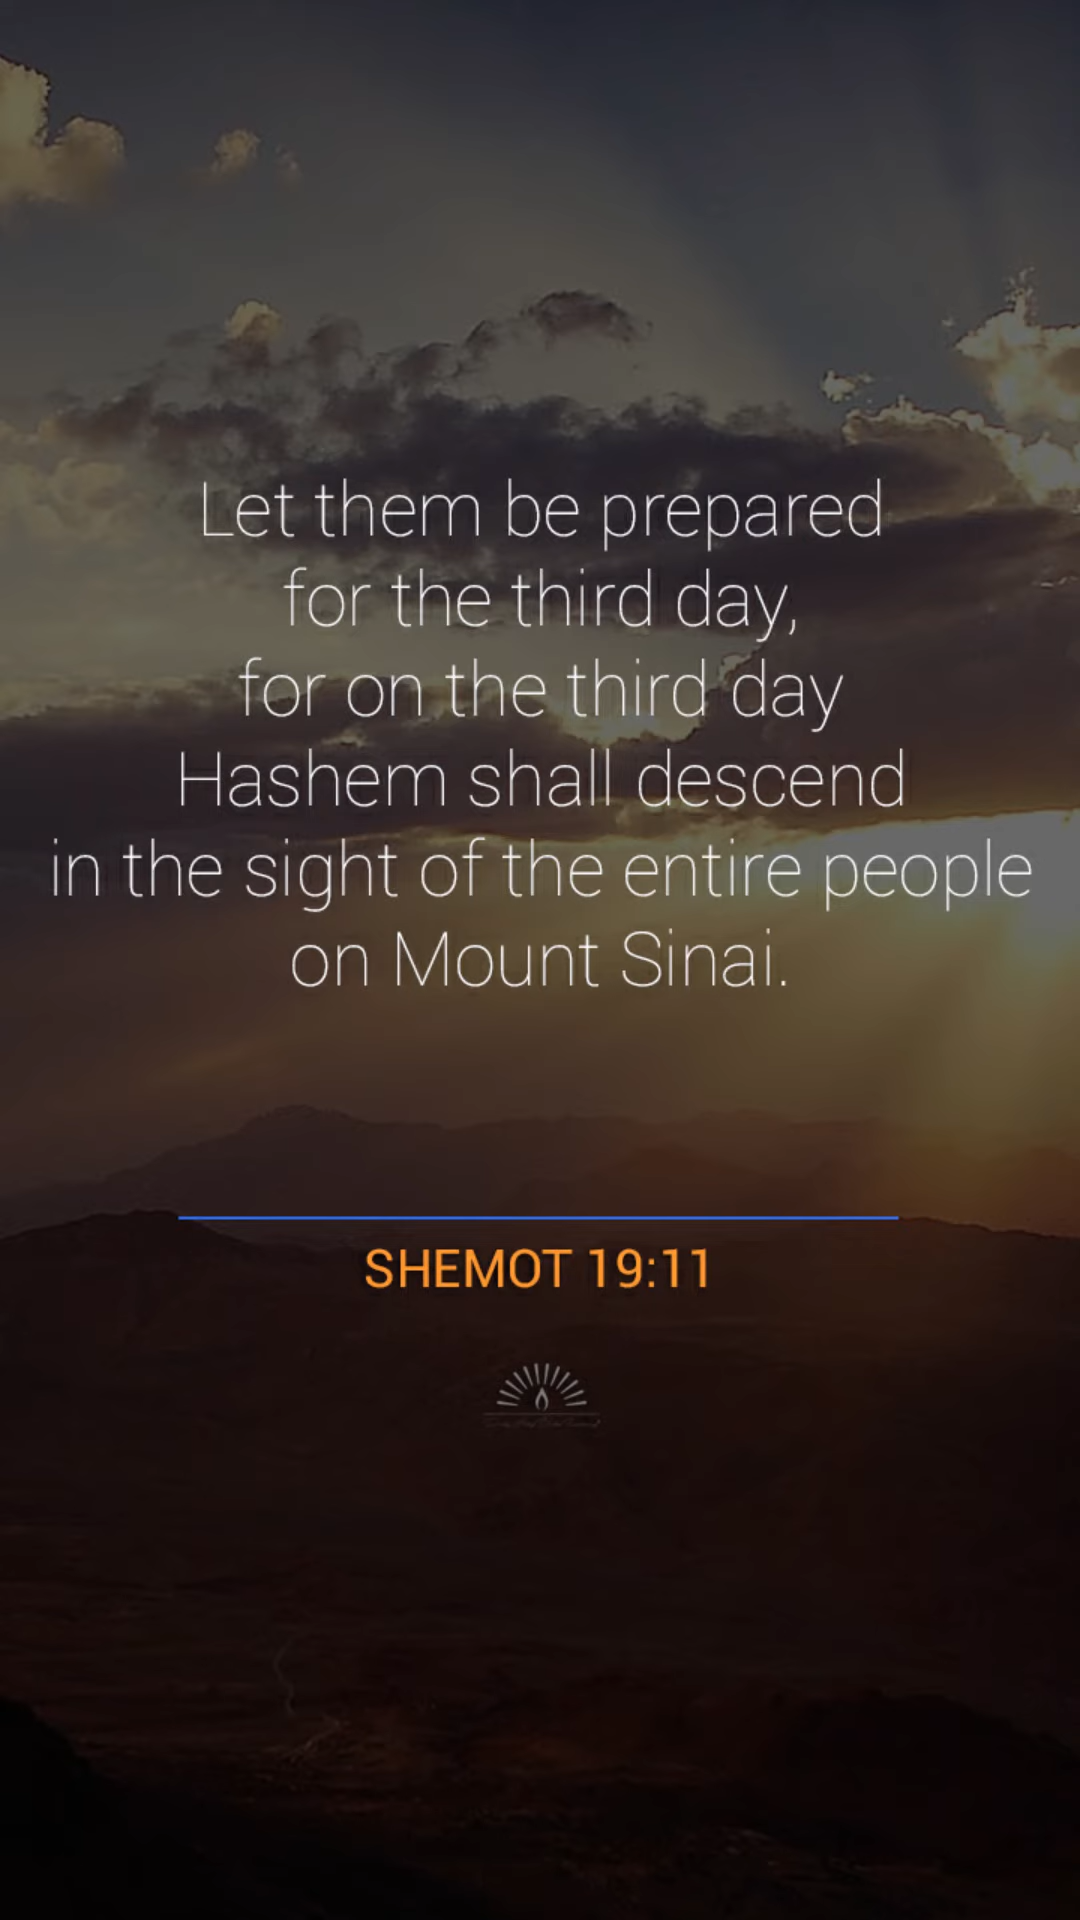 Let them be prepared
for the third day,
for on the third day
Hashem shall descend
in the sight of the entire people
on Mount Sinai.
SHEMOT 19:11